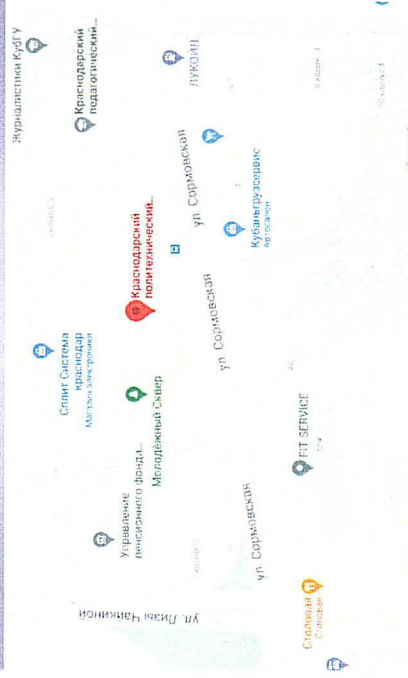 Журналистики КубГУ
Краснодарский
педагогический...
ЛУКОЙЛ
ул. Сормовская
Кубаньгрузсервис
Автосалон
Краснодарский
политехнический...
ул. Сормовская
Сплит Система
краснодар
Магазин электроники
Молодёжный Сквер
FIT SERVICE
Управление
пенсионного фонда...
ул. Сормовская
ул. Лизы Чайкиной
Столовая
Столовая